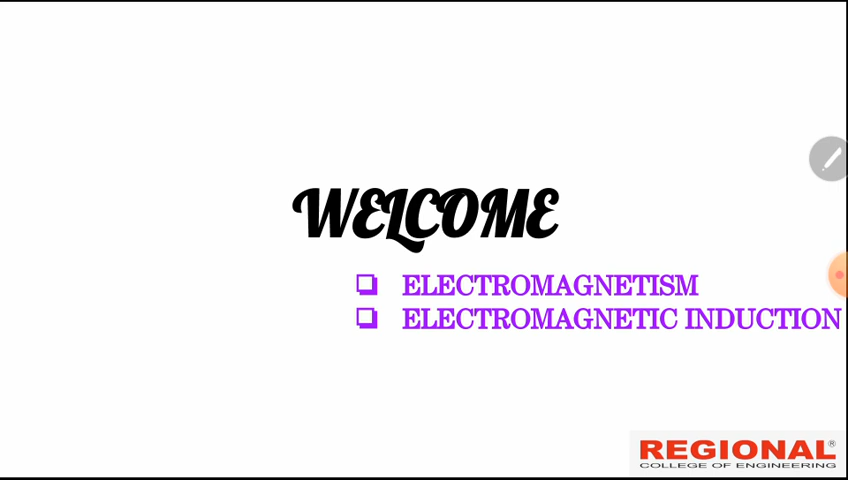 WELCOME
ELECTROMAGNETISM
ELECTROMAGNETIC INDUCTION
REGIONAL®
COLLEGE OF ENGINEERING